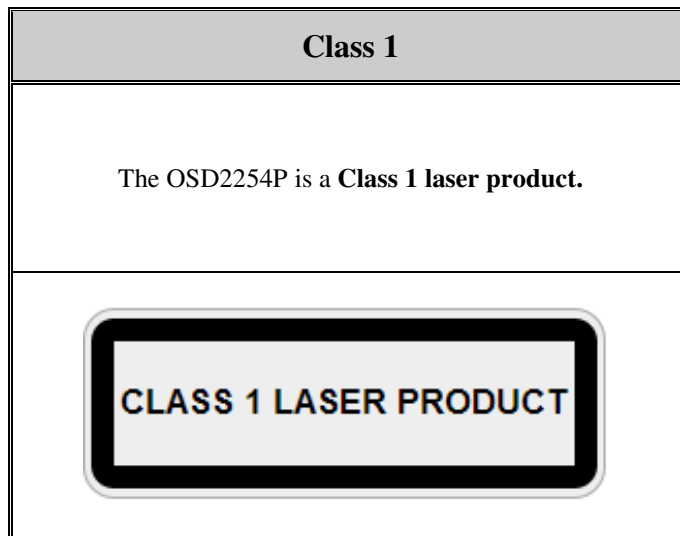 Class 1
The OSD2254P is a Class 1 laser product.
CLASS 1 LASER PRODUCT